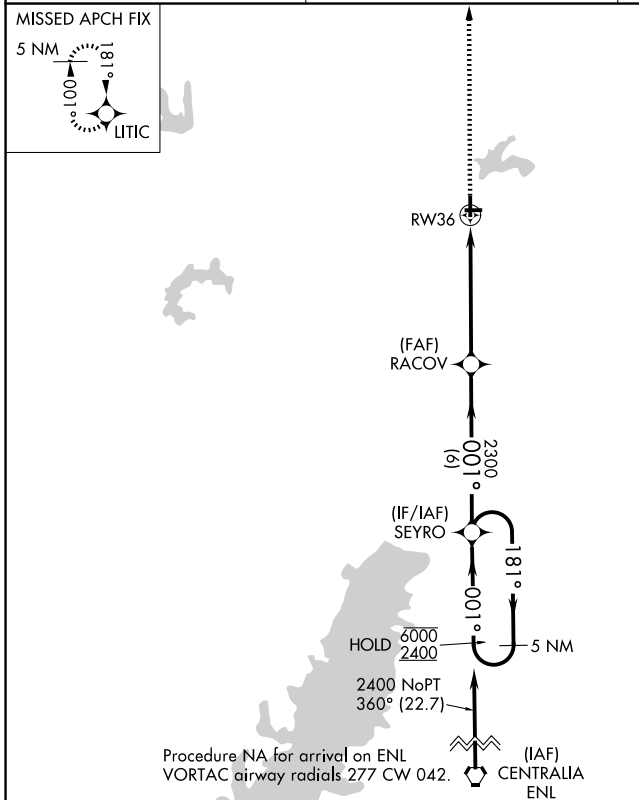 MISSED APCH FIX
5 NM
181°
001°
LITIC
RW36
(FAF)
RACOV
2300
001°
(6)
(IF/IAF)
SEYRO
181°
001°
HOLD 6000
2400
5 NM
2400 NoPT
360° (22.7)
Procedure NA for arrival on ENL
VORTAC airway radials 277 CW 042.
(IAF)
CENTRALIA
ENL